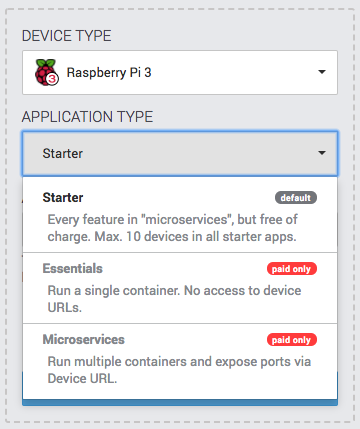 DEVICE TYPE
3 Raspberry Pi 3
APPLICATION TYPE
Starter
Starter default
Every feature in "microservices", but free of
charge. Max. 10 devices in all starter apps.
Essentials paid only
Run a single container. No access to device
URLs.
Microservices paid only
Run multiple containers and expose ports via
Device URL.